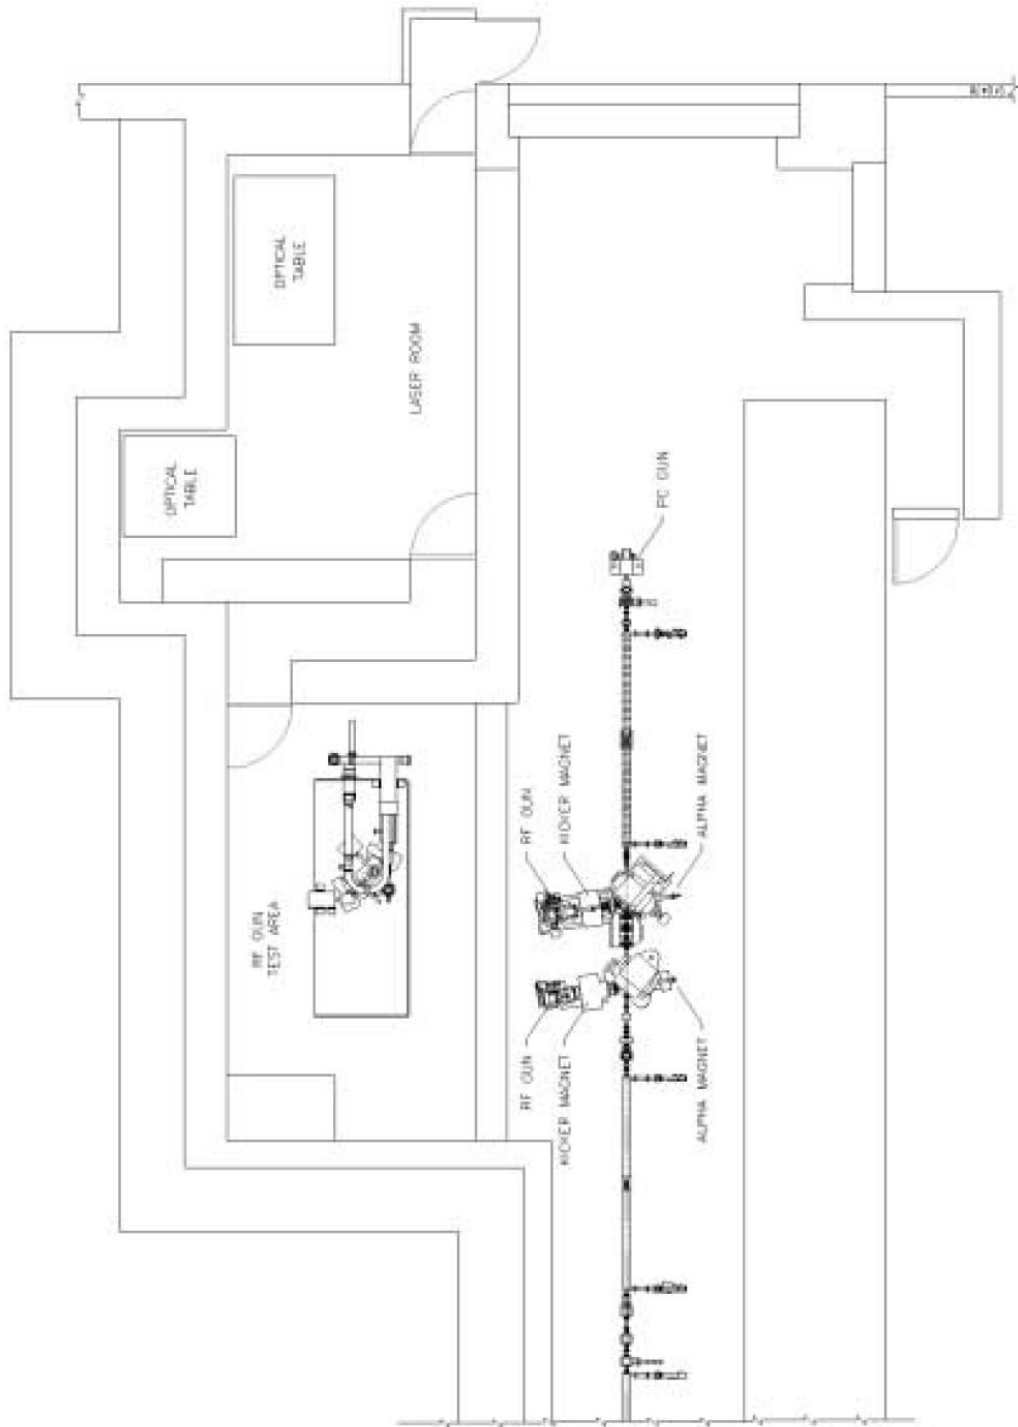 OPTICAL
TABLE
OPTICAL
TABLE
LASER ROOM
PC GUN
RF GUN
KICKER MAGNET
ALPHA MAGNET
RF GUN
TEST AREA
RF GUN
KICKER MAGNET
ALPHA MAGNET